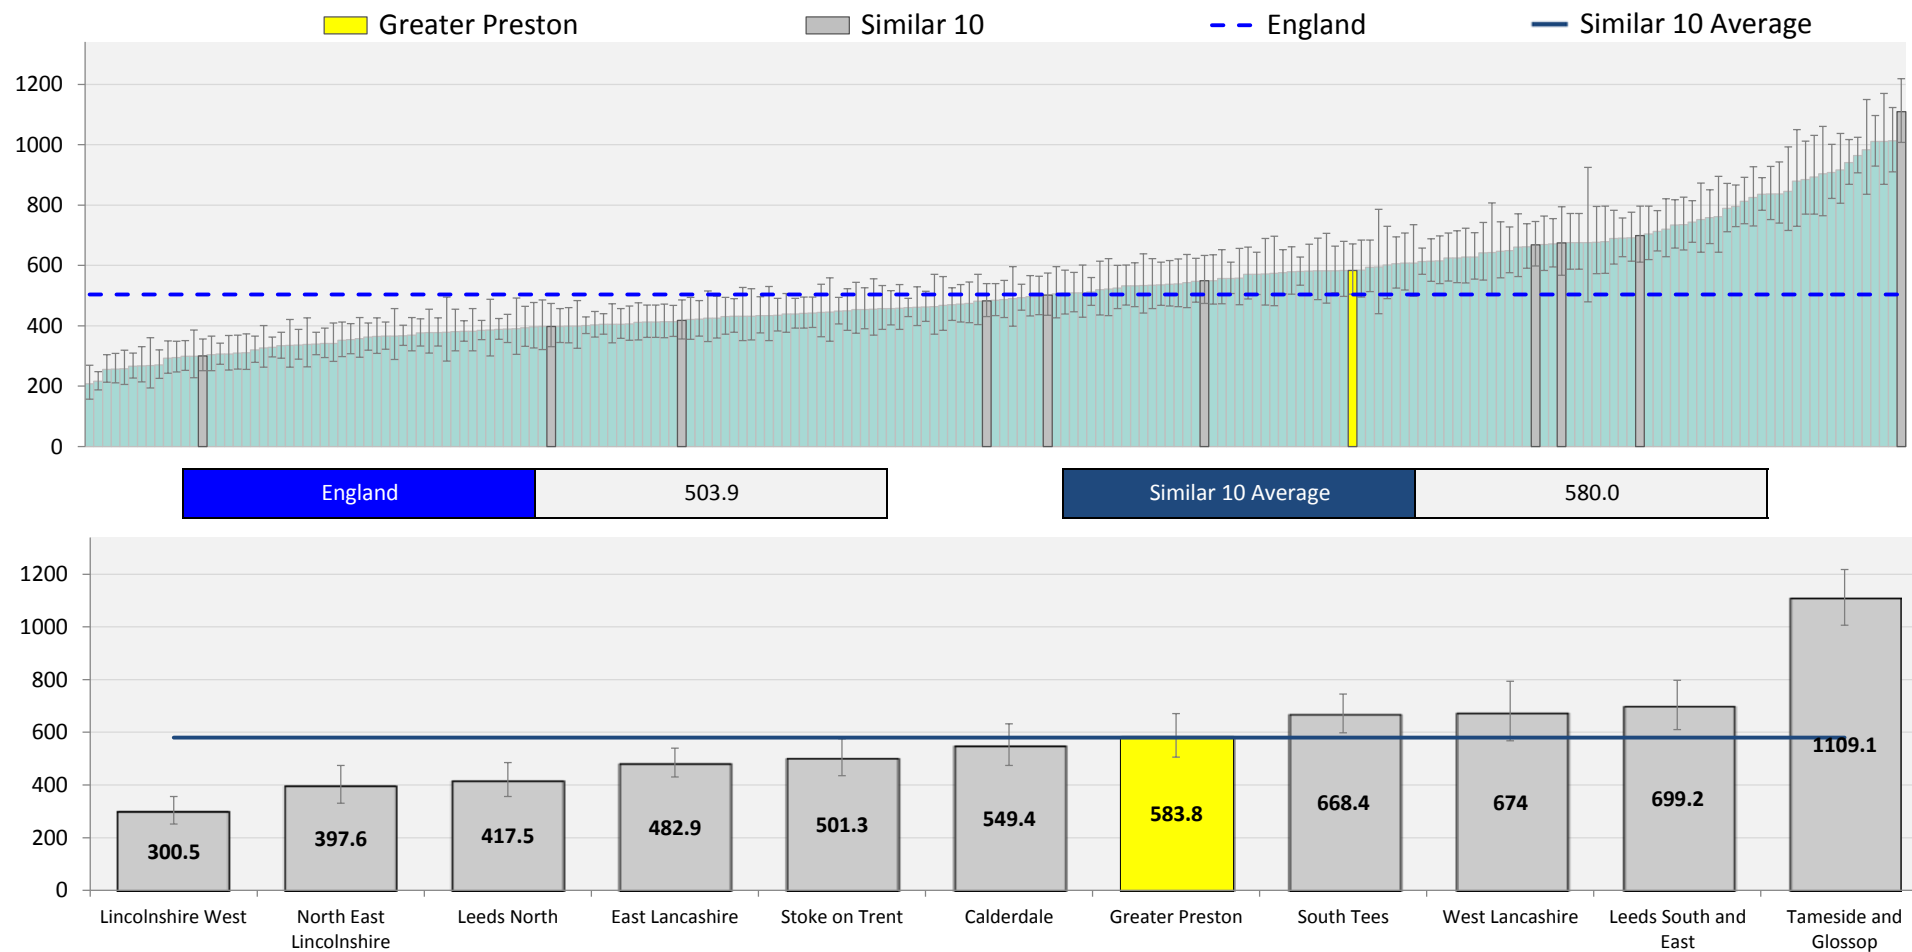 Greater Preston
Similar 10
England
Similar 10 Average
1200
1000
800
600
400
200
0
England
503.9
Similar 10 Average
580.0
1200
1000
800
600
400
200
0
300.5
397.6
417.5
482.9
501.3
549.4
583.8
668.4
674
699.2
1109.1
Lincolnshire West
North East
Lincolnshire
Leeds North
East Lancashire
Stoke on Trent
Calderdale
Greater Preston
South Tees
West Lancashire
Leeds South and
East
Tameside and
Glossop